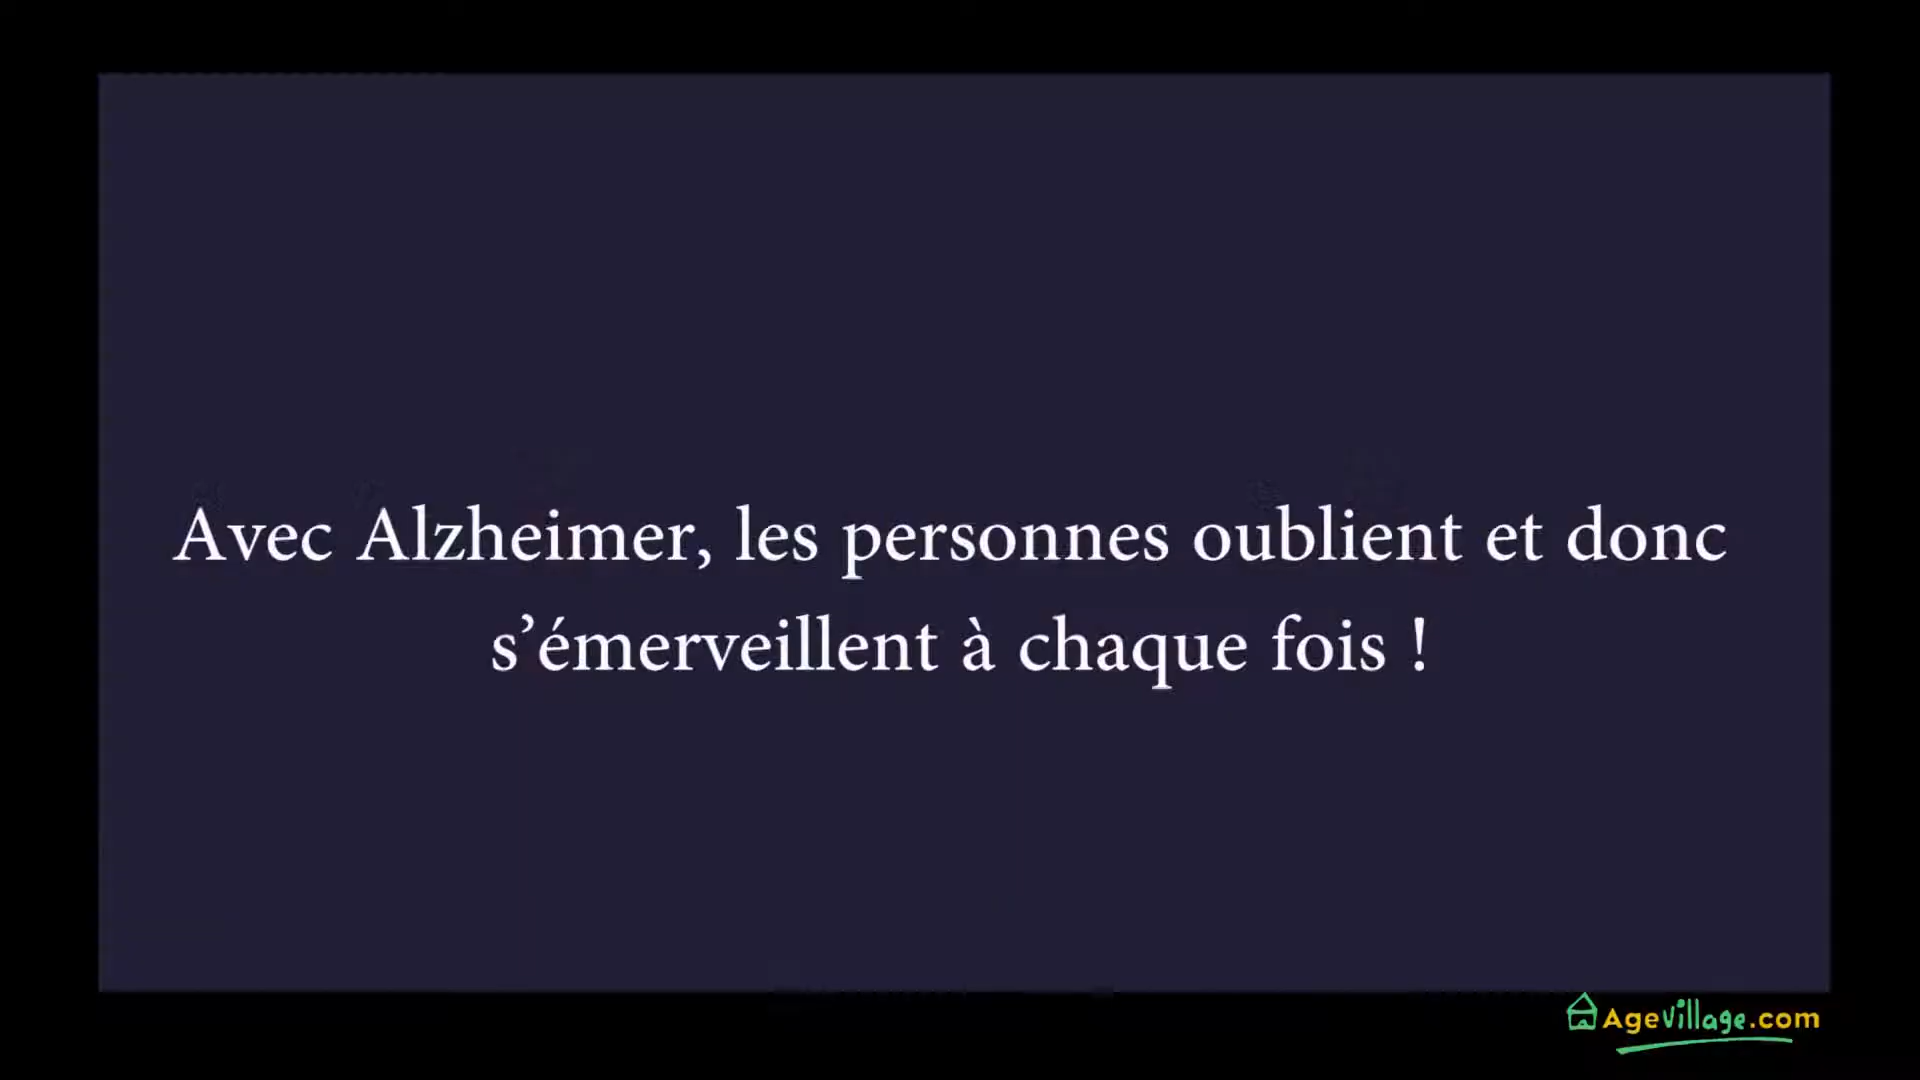 Avec Alzheimer, les personnes oublient et donc
s’émerveillent à chaque fois !
AgeVillage.com